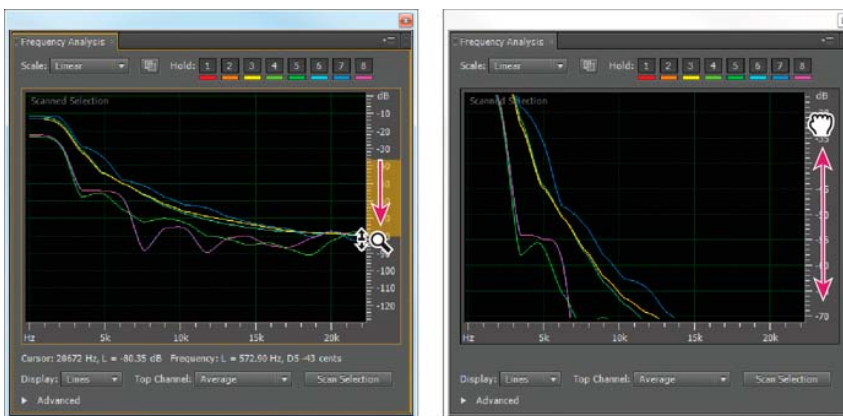 Frequency Analysis
Scale: Linear Hold: 1 2 3 4 5 6 7 8
Scanned Selection
dB
-10
-20
-30
-100
-110
-120
Hz 5k 10k 15k 20k
Cursor: 20672 Hz, L = -80.35 dB Frequency: L = 572.90 Hz, D5 -43 cents
Display: Lines Top Channel: Average Scan Selection
Advanced
Frequency Analysis
Scale: Linear Hold: 1 2 3 4 5 6 7 8
Scanned Selection
dB
-35
-45
-55
-65
-70
Hz 5k 10k 15k 20k
Display: Lines Top Channel: Average Scan Selection
Advanced